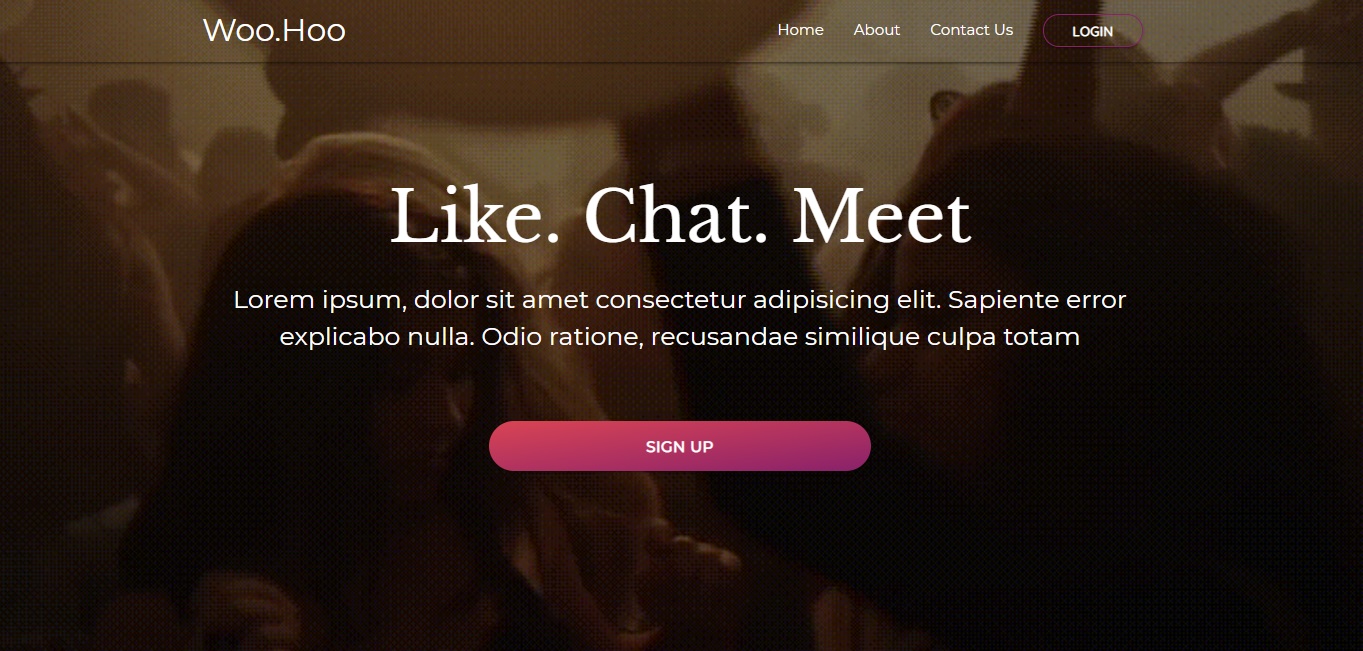 Woo.Hoo
Home About Contact Us LOGIN
Like. Chat. Meet
Lorem ipsum, dolor sit amet consectetur adipisicing elit. Sapiente error
explicabo nulla. Odio ratione, recusandae similique culpa totam
SIGN UP